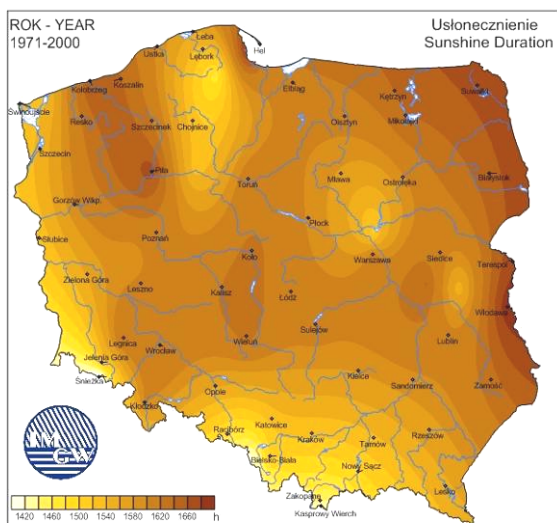 ROK - YEAR
1971-2000
Usłonecznienie
Sunshine Duration
Łeba
Hel
Ustka
Lębork
Koszalin
Kołobrzeg
Elbląg
Kętrzyn
Suwałki
Świnoujście
Resko
Szczecinek
Chojnice
Olsztyn
Mikołajki
Szczecin
Piła
Toruń
Mława
Ostrołęka
Białystok
Gorzów Wlkp.
Płock
Słubice
Poznań
Koło
Warszawa
Siedlce
Terespol
Zielona Góra
Leszno
Kalisz
Łódź
Włodawa
Legnica
Wrocław
Wieluń
Sulejów
Lublin
Jelenia Góra
Śnieżka
Kielce
Sandomierz
Zamość
Opole
Kłodzko
Katowice
Racibórz
Kraków
Tarnów
Rzeszów
Bielsko-Biała
Nowy Sącz
Lesko
Zakopane
Kasprowy Wierch
IM
GW
1420 1460 1500 1540 1580 1620 1660 h